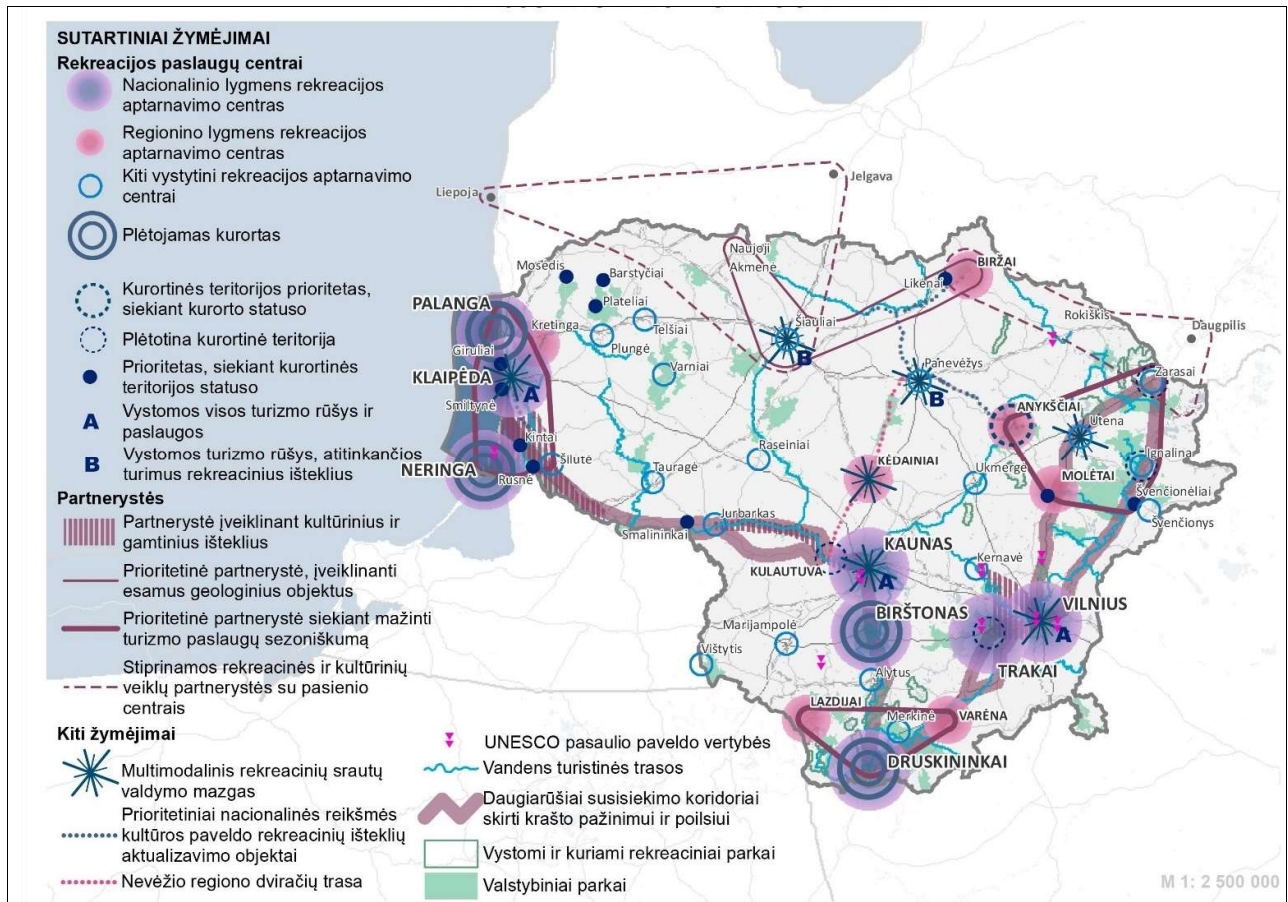 SUTARTINIAI ŽYMĖJIMAI
Rekreacijos paslaugų centrai
Nacionalinio lygmens rekreacijos
aptarnavimo centras
Regionino lygmens rekreacijos
aptarnavimo centras
Kiti vystytini rekreacijos aptarnavimo
centrai
Plėtojamas kurortas
Kurortinės teritorijos prioritetas,
siekiant kurorto statuso
Plėtotina kurortinė teritorija
Prioritetas, siekiant kurortinės
teritorijos statuso
A
Vystomos visos turizmo rūšys ir
paslaugos
B
Vystomos turizmo rūšys, atitinkančios
turimus rekreacinius išteklius
Partnerystės
Partnerystė įveiklinant kultūrinius ir
gamtinius išteklius
Prioritetinė partnerystė, įveiklinanti
esamus geologinius objektus
Prioritetinė partnerystė siekiant mažinti
turizmo paslaugų sezoniškumą
Stiprinamos rekreacinės ir kultūrinių
veiklų partnerystės su pasienio
centrais
Kiti žymėjimai
Multimodalinis rekreacinių srautų
valdymo mazgas
Prioritetiniai nacionalinės reikšmės
kultūros paveldo rekreacinių išteklių
aktualizavimo objektai
Nevėžio regiono dviračių trasa
UNESCO pasaulio paveldo vertybės
Vandens turistinės trasos
Daugiarūšiai susisiekimo koridoriai
skirti krašto pažinimui ir poilsiui
Vystomi ir kuriami rekreaciniai parkai
Valstybiniai parkai
Liepoja
Jelgava
Naujoji
Akmenė
Mosėdis
Barstyčiai
BIRŽAI
Likėnai
PALANGA
Plateliai
Kretinga
Telšiai
Šiauliai
Rokiškis
Daugpilis
Plungė
Giruliai
B
Panevėžys
KLAIPĖDA
Varniai
A
B
Zarasai
Smiltynė
ANYKŠČIAI
Utena
Kintai
Raseiniai
NERINGA
Šilutė
Tauragė
KĖDAINIAI
Ukmergė
Ignalina
Rusnė
MOLĖTAI
Švenčionėliai
Švenčionys
Smalininkai
Jurbarkas
KAUNAS
Kernavė
KULAUTUVA
A
BIRŠTONAS
VILNIUS
Marijampolė
A
Vištytis
Alytus
TRAKAI
LAZDIJAI
Merkinė
VARĖNA
DRUSKININKAI
M 1: 2 500 000